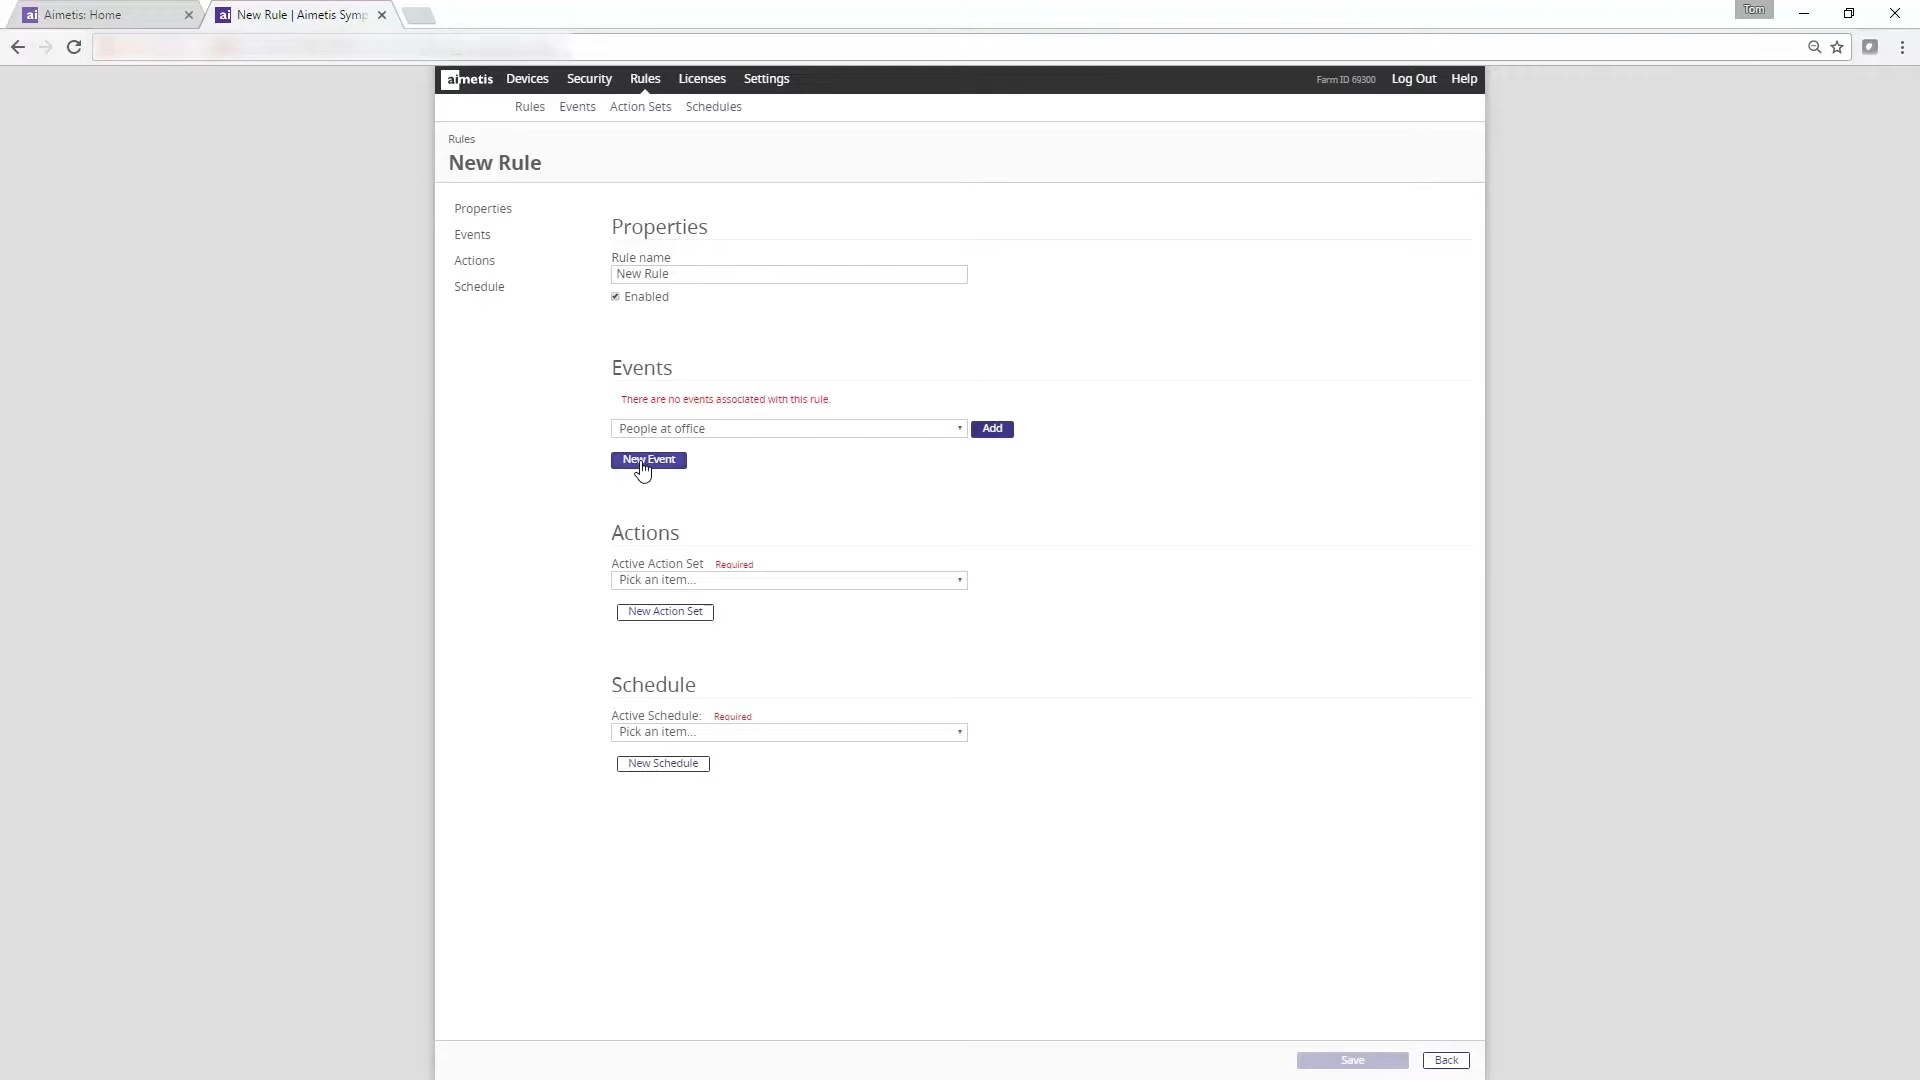 Aimetis: Home
New Rule | Aimetis Symp
Tom
aimetis Devices Security Rules Licenses Settings Farm ID 69300 Log Out Help
Rules Events Action Sets Schedules
Rules
New Rule
Properties
Events
Actions
Schedule
Properties
Rule name
New Rule
Enabled
Events
There are no events associated with this rule.
People at office Add
New Event
Actions
Active Action Set Required
Pick an item...
New Action Set
Schedule
Active Schedule: Required
Pick an item...
New Schedule
Save Back